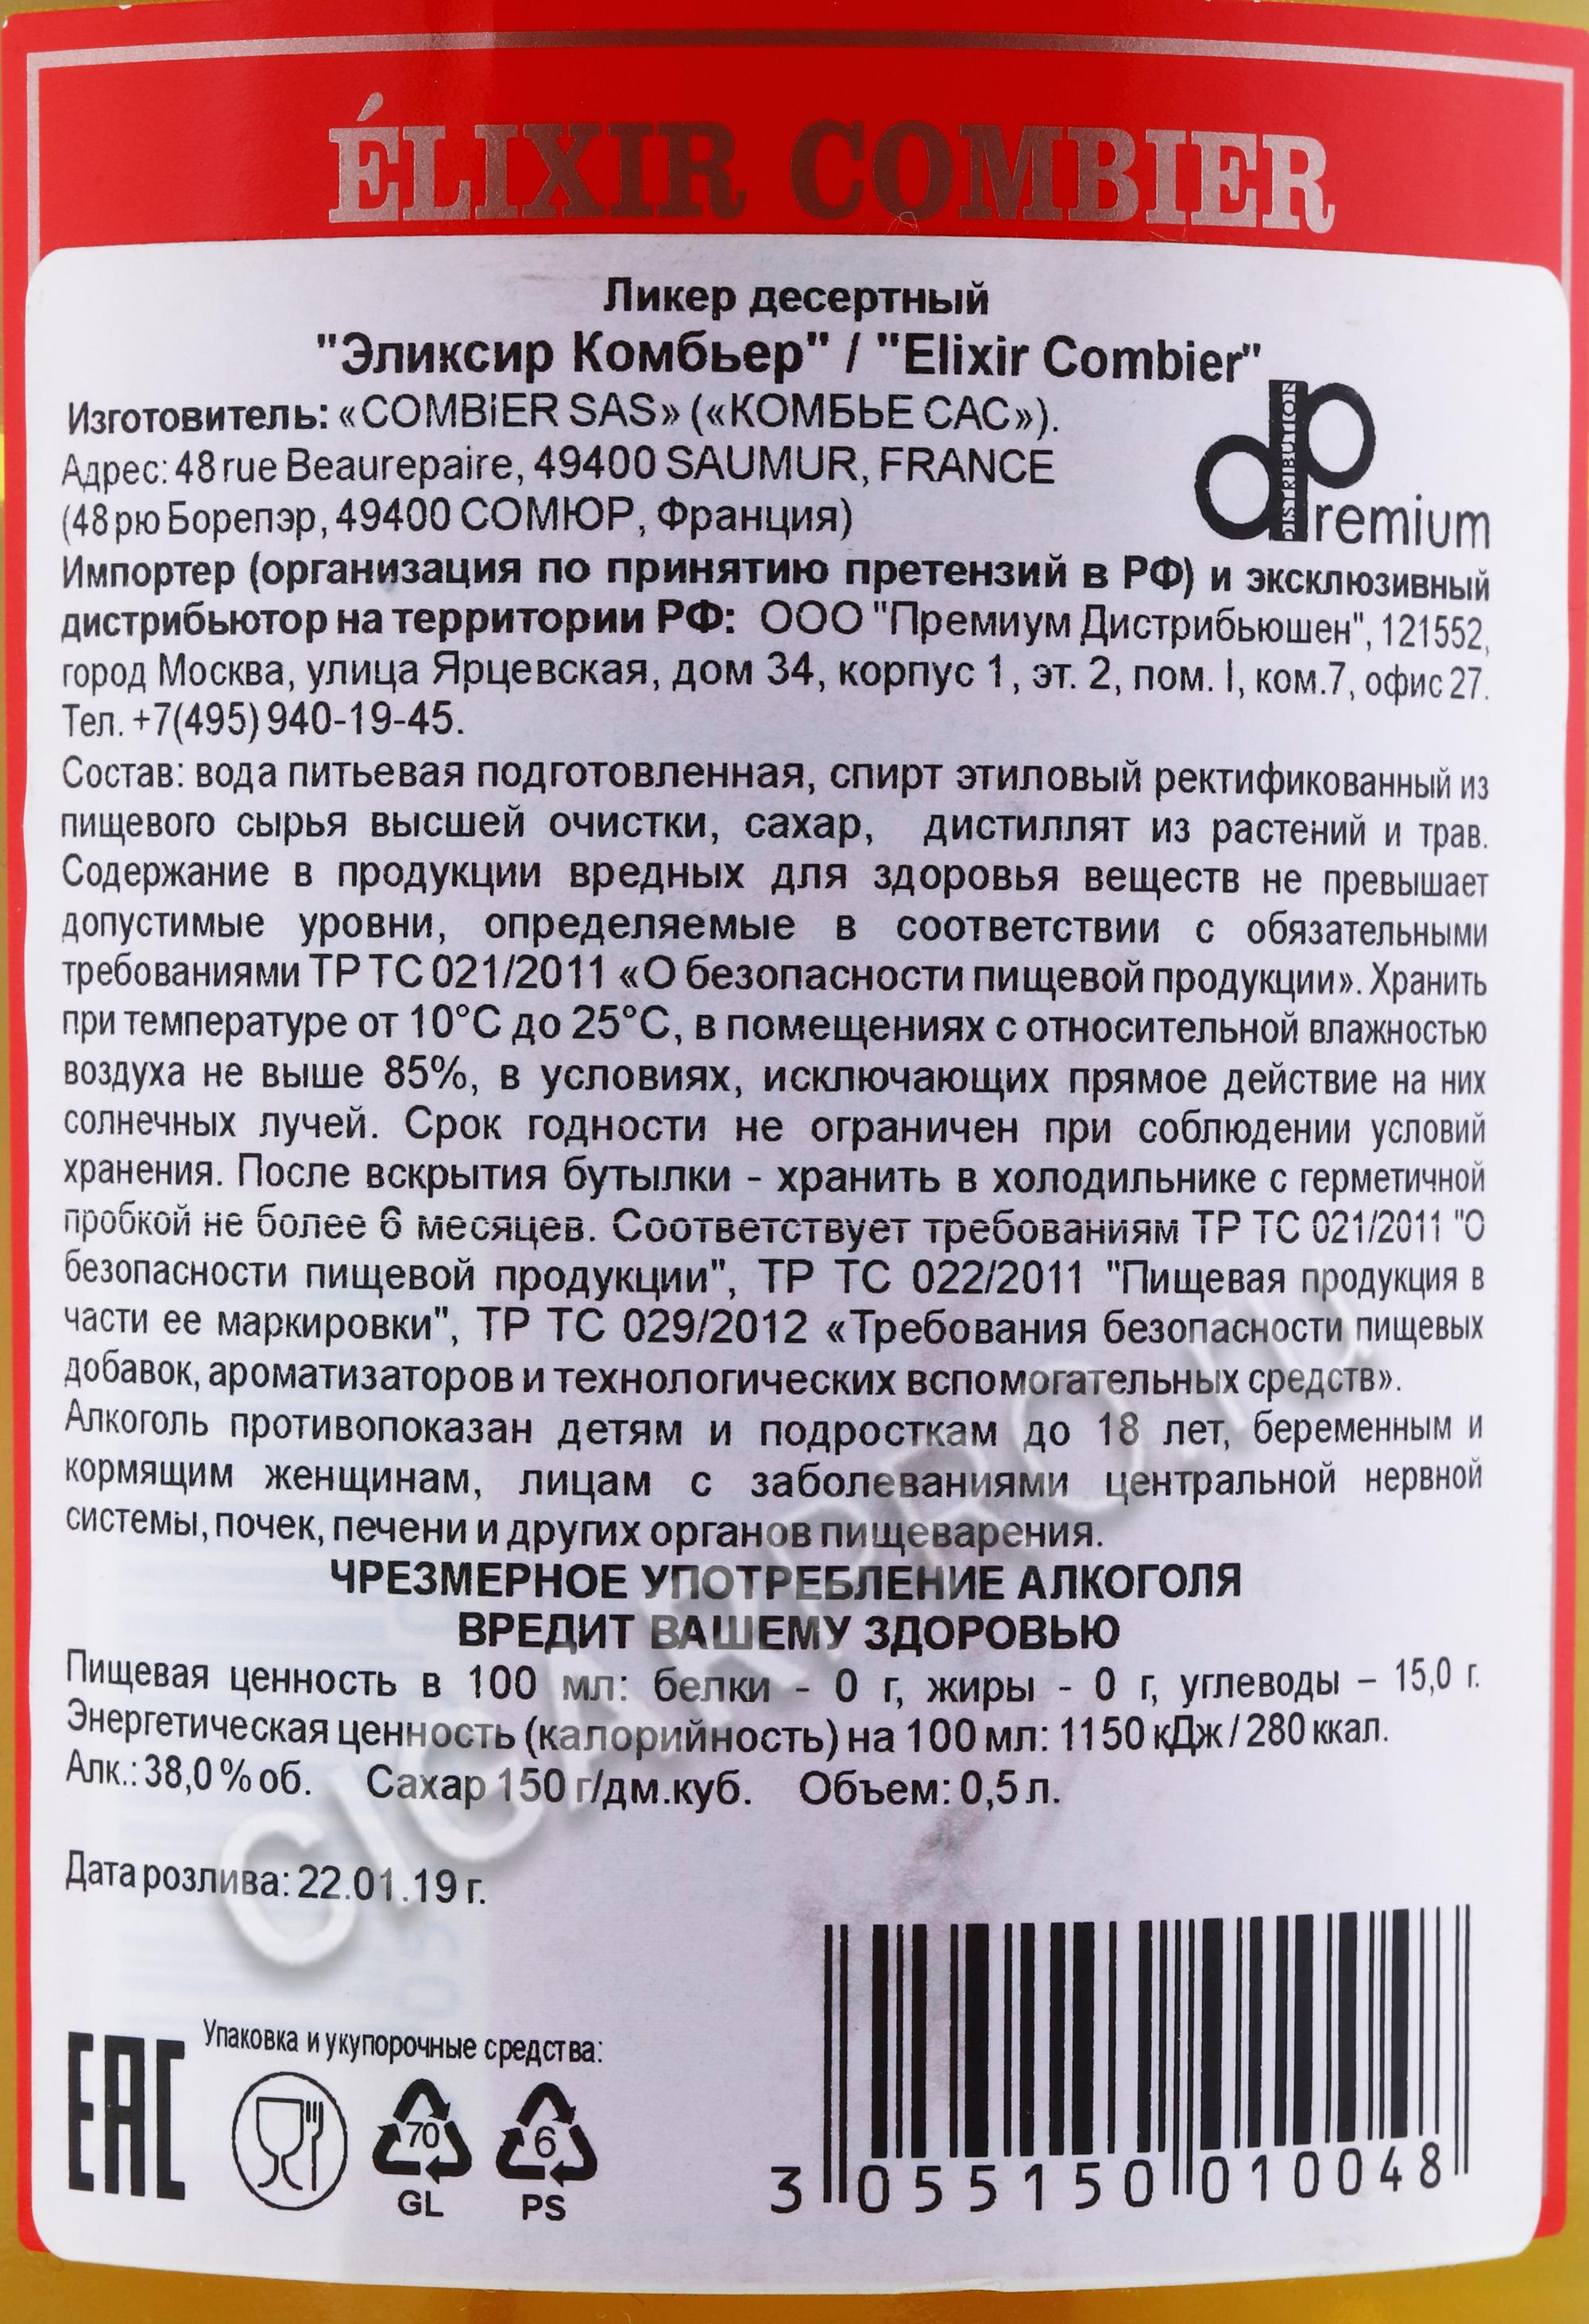 ÉLIXIR COMBIER
Ликер десертный
"Эликсир Комбьер" / "Elixir Combier"
Изготовитель: «COMBiER SAS» («КОМБЬЕ САС»).
Адрес: 48 rue Beaurepaire, 49400 SAUMUR, FRANCE
(48 рю Борепэр, 49400 СОМЮР, Франция)
DISTRIBUTION
dPremium
Импортер (организация по принятию претензий в РФ) и эксклюзивный
дистрибьютор на территории РФ: ООО "Премиум Дистрибьюшен", 121552,
город Москва, улица Ярцевская, дом 34, корпус 1, эт. 2, пом. I, ком.7, офис 27.
Тел. +7(495) 940-19-45.
Состав: вода питьевая подготовленная, спирт этиловый ректификованный из
пищевого сырья высшей очистки, сахар, дистиллят из растений и трав.
Содержание в продукции вредных для здоровья веществ не превышает
допустимые уровни, определяемые в соответствии с обязательными
требованиями ТР ТС 021/2011 «О безопасности пищевой продукции». Хранить
при температуре от 10°C до 25°C, в помещениях с относительной влажностью
воздуха не выше 85%, в условиях, исключающих прямое действие на них
солнечных лучей. Срок годности не ограничен при соблюдении условий
хранения. После вскрытия бутылки - хранить в холодильнике с герметичной
пробкой не более 6 месяцев. Соответствует требованиям ТР ТС 021/2011 "О
безопасности пищевой продукции", ТР ТС 022/2011 "Пищевая продукция в
части ее маркировки", ТР ТС 029/2012 «Требования безопасности пищевых
добавок, ароматизаторов и технологических вспомогательных средств».
Алкоголь противопоказан детям и подросткам до 18 лет, беременным и
кормящим женщинам, лицам с заболеваниями центральной нервной
системы, почек, печени и других органов пищеварения.
ЧРЕЗМЕРНОЕ УПОТРЕБЛЕНИЕ АЛКОГОЛЯ
ВРЕДИТ ВАШЕМУ ЗДОРОВЬЮ
Пищевая ценность в 100 мл: белки - 0 г, жиры - 0 г, углеводы – 15,0 г.
Энергетическая ценность (калорийность) на 100 мл: 1150 кДж / 280 ккал.
Алк.: 38,0 % об. Сахар 150 г/дм.куб. Объем: 0,5 л.
Дата розлива: 22.01.19 г.
CIGARPRO.ru
EAC
Упаковка и укупорочные средства:
70
GL
6
PS
3 055150 010048